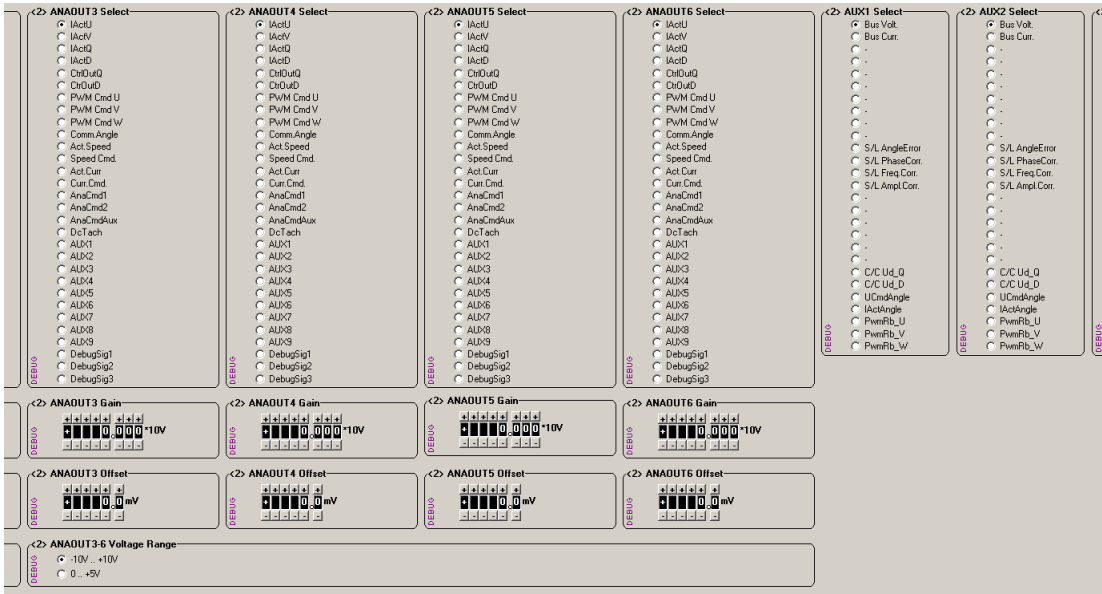 <2> ANAOUT3 Select
IActU
IActV
IActQ
IActD
CtrlOutQ
CtrOutD
PWM Cmd U
PWM Cmd V
PWM Cmd W
Comm.Angle
Act.Speed
Speed Cmd.
Act.Curr
Curr.Cmd.
AnaCmd1
AnaCmd2
AnaCmdAux
DcTach
AUX1
AUX2
AUX3
AUX4
AUX5
AUX6
AUX7
AUX8
AUX9
DebugSig1
DebugSig2
DebugSig3
DEBUG
<2> ANAOUT4 Select
IActU
IActV
IActQ
IActD
CtrlOutQ
CtrOutD
PWM Cmd U
PWM Cmd V
PWM Cmd W
Comm.Angle
Act.Speed
Speed Cmd.
Act.Curr
Curr.Cmd.
AnaCmd1
AnaCmd2
AnaCmdAux
DcTach
AUX1
AUX2
AUX3
AUX4
AUX5
AUX6
AUX7
AUX8
AUX9
DebugSig1
DebugSig2
DebugSig3
DEBUG
<2> ANAOUT5 Select
IActU
IActV
IActQ
IActD
CtrlOutQ
CtrOutD
PWM Cmd U
PWM Cmd V
PWM Cmd W
Comm.Angle
Act.Speed
Speed Cmd.
Act.Curr
Curr.Cmd.
AnaCmd1
AnaCmd2
AnaCmdAux
DcTach
AUX1
AUX2
AUX3
AUX4
AUX5
AUX6
AUX7
AUX8
AUX9
DebugSig1
DebugSig2
DebugSig3
DEBUG
<2> ANAOUT6 Select
IActU
IActV
IActQ
IActD
CtrlOutQ
CtrOutD
PWM Cmd U
PWM Cmd V
PWM Cmd W
Comm.Angle
Act.Speed
Speed Cmd.
Act.Curr
Curr.Cmd.
AnaCmd1
AnaCmd2
AnaCmdAux
DcTach
AUX1
AUX2
AUX3
AUX4
AUX5
AUX6
AUX7
AUX8
AUX9
DebugSig1
DebugSig2
DebugSig3
DEBUG
<2> AUX1 Select
Bus Volt.
Bus Curr.
-
-
-
-
-
-
-
-
S/L AngleError
S/L PhaseCorr.
S/L Freq.Corr.
S/L Ampl.Corr.
-
-
-
-
-
-
C/C Ud_Q
C/C Ud_D
UCmdAngle
IActAngle
PwmRb_U
PwmRb_V
PwmRb_W
DEBUG
<2> AUX2 Select
Bus Volt.
Bus Curr.
-
-
-
-
-
-
-
-
S/L AngleError
S/L PhaseCorr.
S/L Freq.Corr.
S/L Ampl.Corr.
-
-
-
-
-
-
C/C Ud_Q
C/C Ud_D
UCmdAngle
IActAngle
PwmRb_U
PwmRb_V
PwmRb_W
DEBUG
<
DEBUG
<2> ANAOUT3 Gain
+ + + + + + + +
+ 0.000 *10V
- - - - - - - -
DEBUG
<2> ANAOUT4 Gain
+ + + + + + + +
+ 0.000 *10V
- - - - - - - -
DEBUG
<2> ANAOUT5 Gain
+ + + + + + + +
+ 0.000 *10V
- - - - - - - -
DEBUG
<2> ANAOUT6 Gain
+ + + + + + + +
+ 0.000 *10V
- - - - - - - -
DEBUG
<2> ANAOUT3 Offset
+ + + + + +
+ 0.0 mV
- - - - - -
DEBUG
<2> ANAOUT4 Offset
+ + + + + +
+ 0.0 mV
- - - - - -
DEBUG
<2> ANAOUT5 Offset
+ + + + + +
+ 0.0 mV
- - - - - -
DEBUG
<2> ANAOUT6 Offset
+ + + + + +
+ 0.0 mV
- - - - - -
DEBUG
<2> ANAOUT3-6 Voltage Range
-10V .. +10V
0 .. +5V
DEBUG